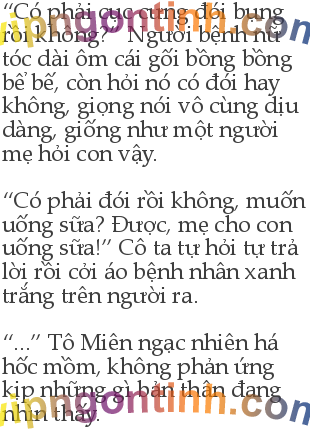 “Có phải cục cưng đói bụng
rồi không?” Người bệnh nữ
tóc dài ôm cái gối bồng bồng
bế bế, còn hỏi nó có đói hay
không, giọng nói vô cùng dịu
dàng, giống như một người
mẹ hỏi con vậy.
“Có phải đói rồi không, muốn
uống sữa? Được, mẹ cho con
uống sữa!” Cô ta tự hỏi tự trả
lời rồi cởi áo bệnh nhân xanh
trắng trên người ra.
“...” Tô Miên ngạc nhiên há
hốc mồm, không phản ứng
kịp những gì bản thân đang
nhìn thấy.
vipngontinh.com
vipngontinh.com